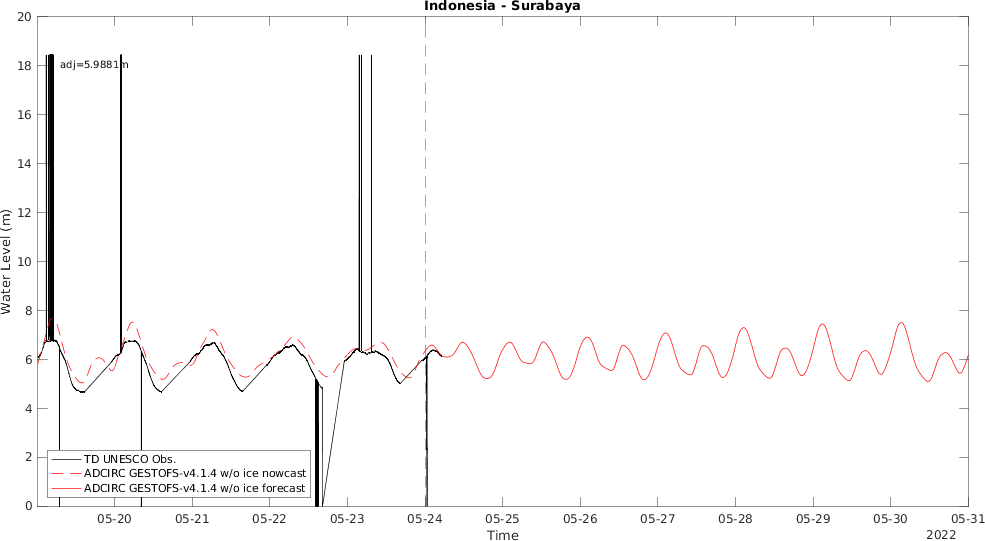 Indonesia - Surabaya
20
18
16
14
12
10
8
6
4
2
0
Water Level (m)
adj=5.9881m
TD UNESCO Obs.
ADCIRC GESTOFS-v4.1.4 w/o ice nowcast
ADCIRC GESTOFS-v4.1.4 w/o ice forecast
05-20 05-21 05-22 05-23 05-24 05-25 05-26 05-27 05-28 05-29 05-30 05-31
Time
2022